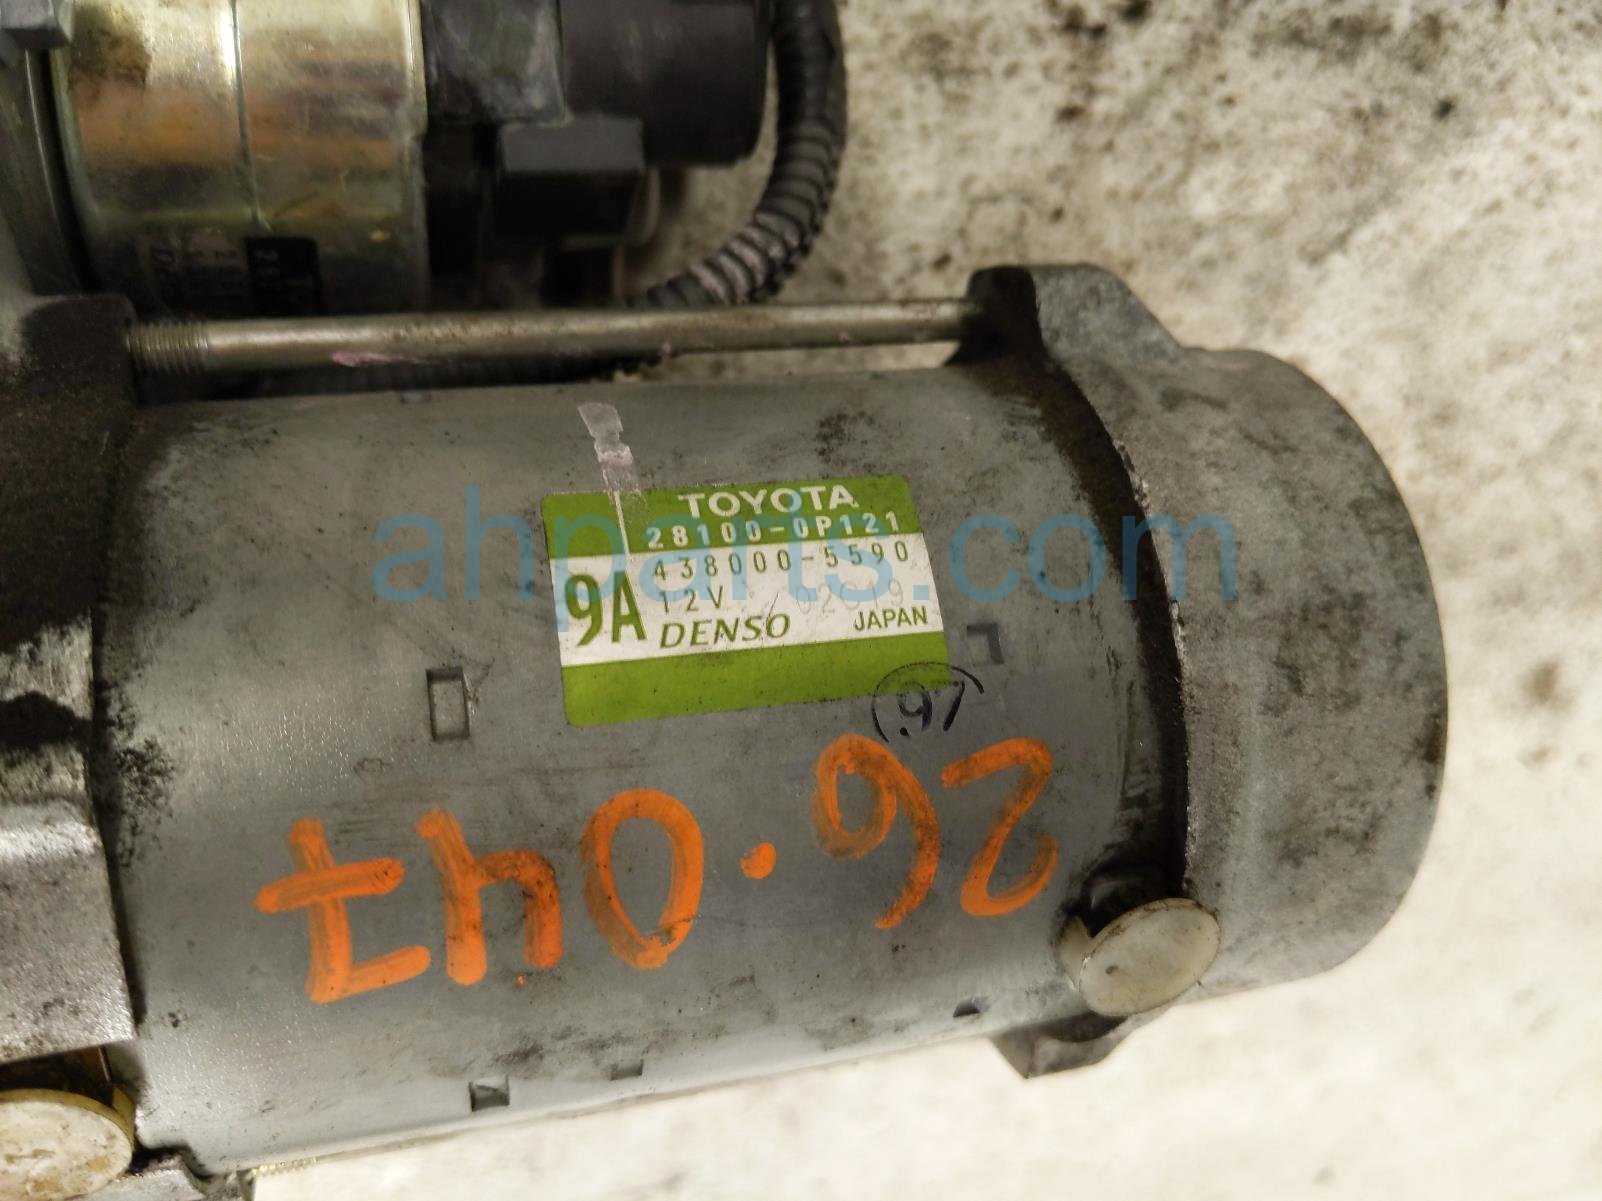 TOYOTA
28100-0P121
438000-5590
9A
12V
DENSO
JAPAN
97
26.047
ahparts.com